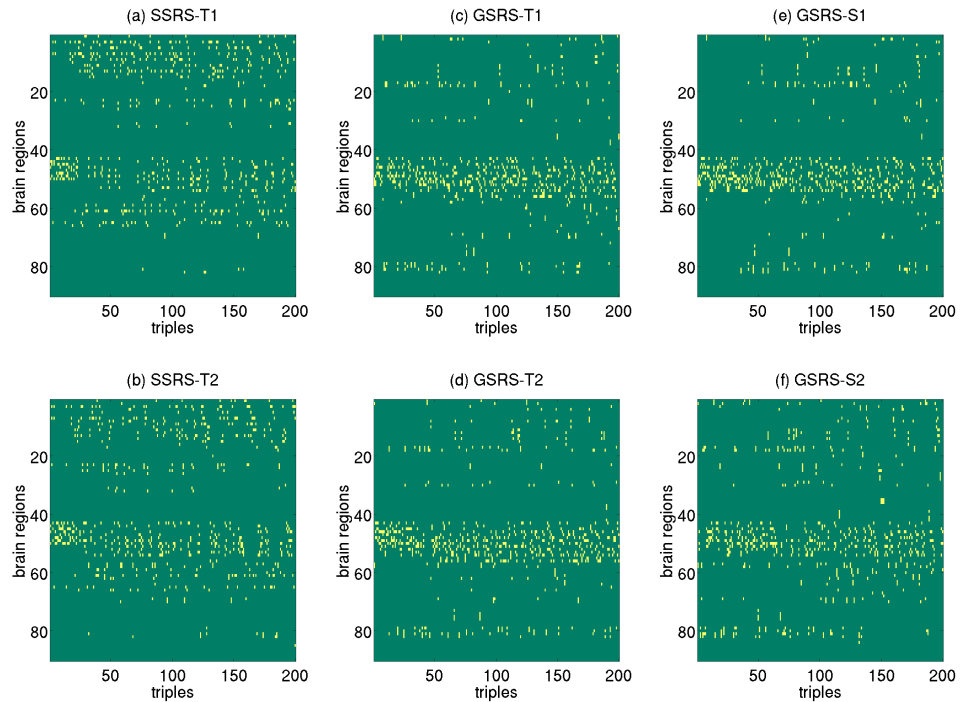 (a) SSRS-T1
(c) GSRS-T1
(e) GSRS-S1
brain regions
20
40
60
80
50
100
150
200
triples
brain regions
20
40
60
80
50
100
150
200
triples
brain regions
20
40
60
80
50
100
150
200
triples
(b) SSRS-T2
(d) GSRS-T2
(f) GSRS-S2
brain regions
20
40
60
80
50
100
150
200
triples
brain regions
20
40
60
80
50
100
150
200
triples
brain regions
20
40
60
80
50
100
150
200
triples